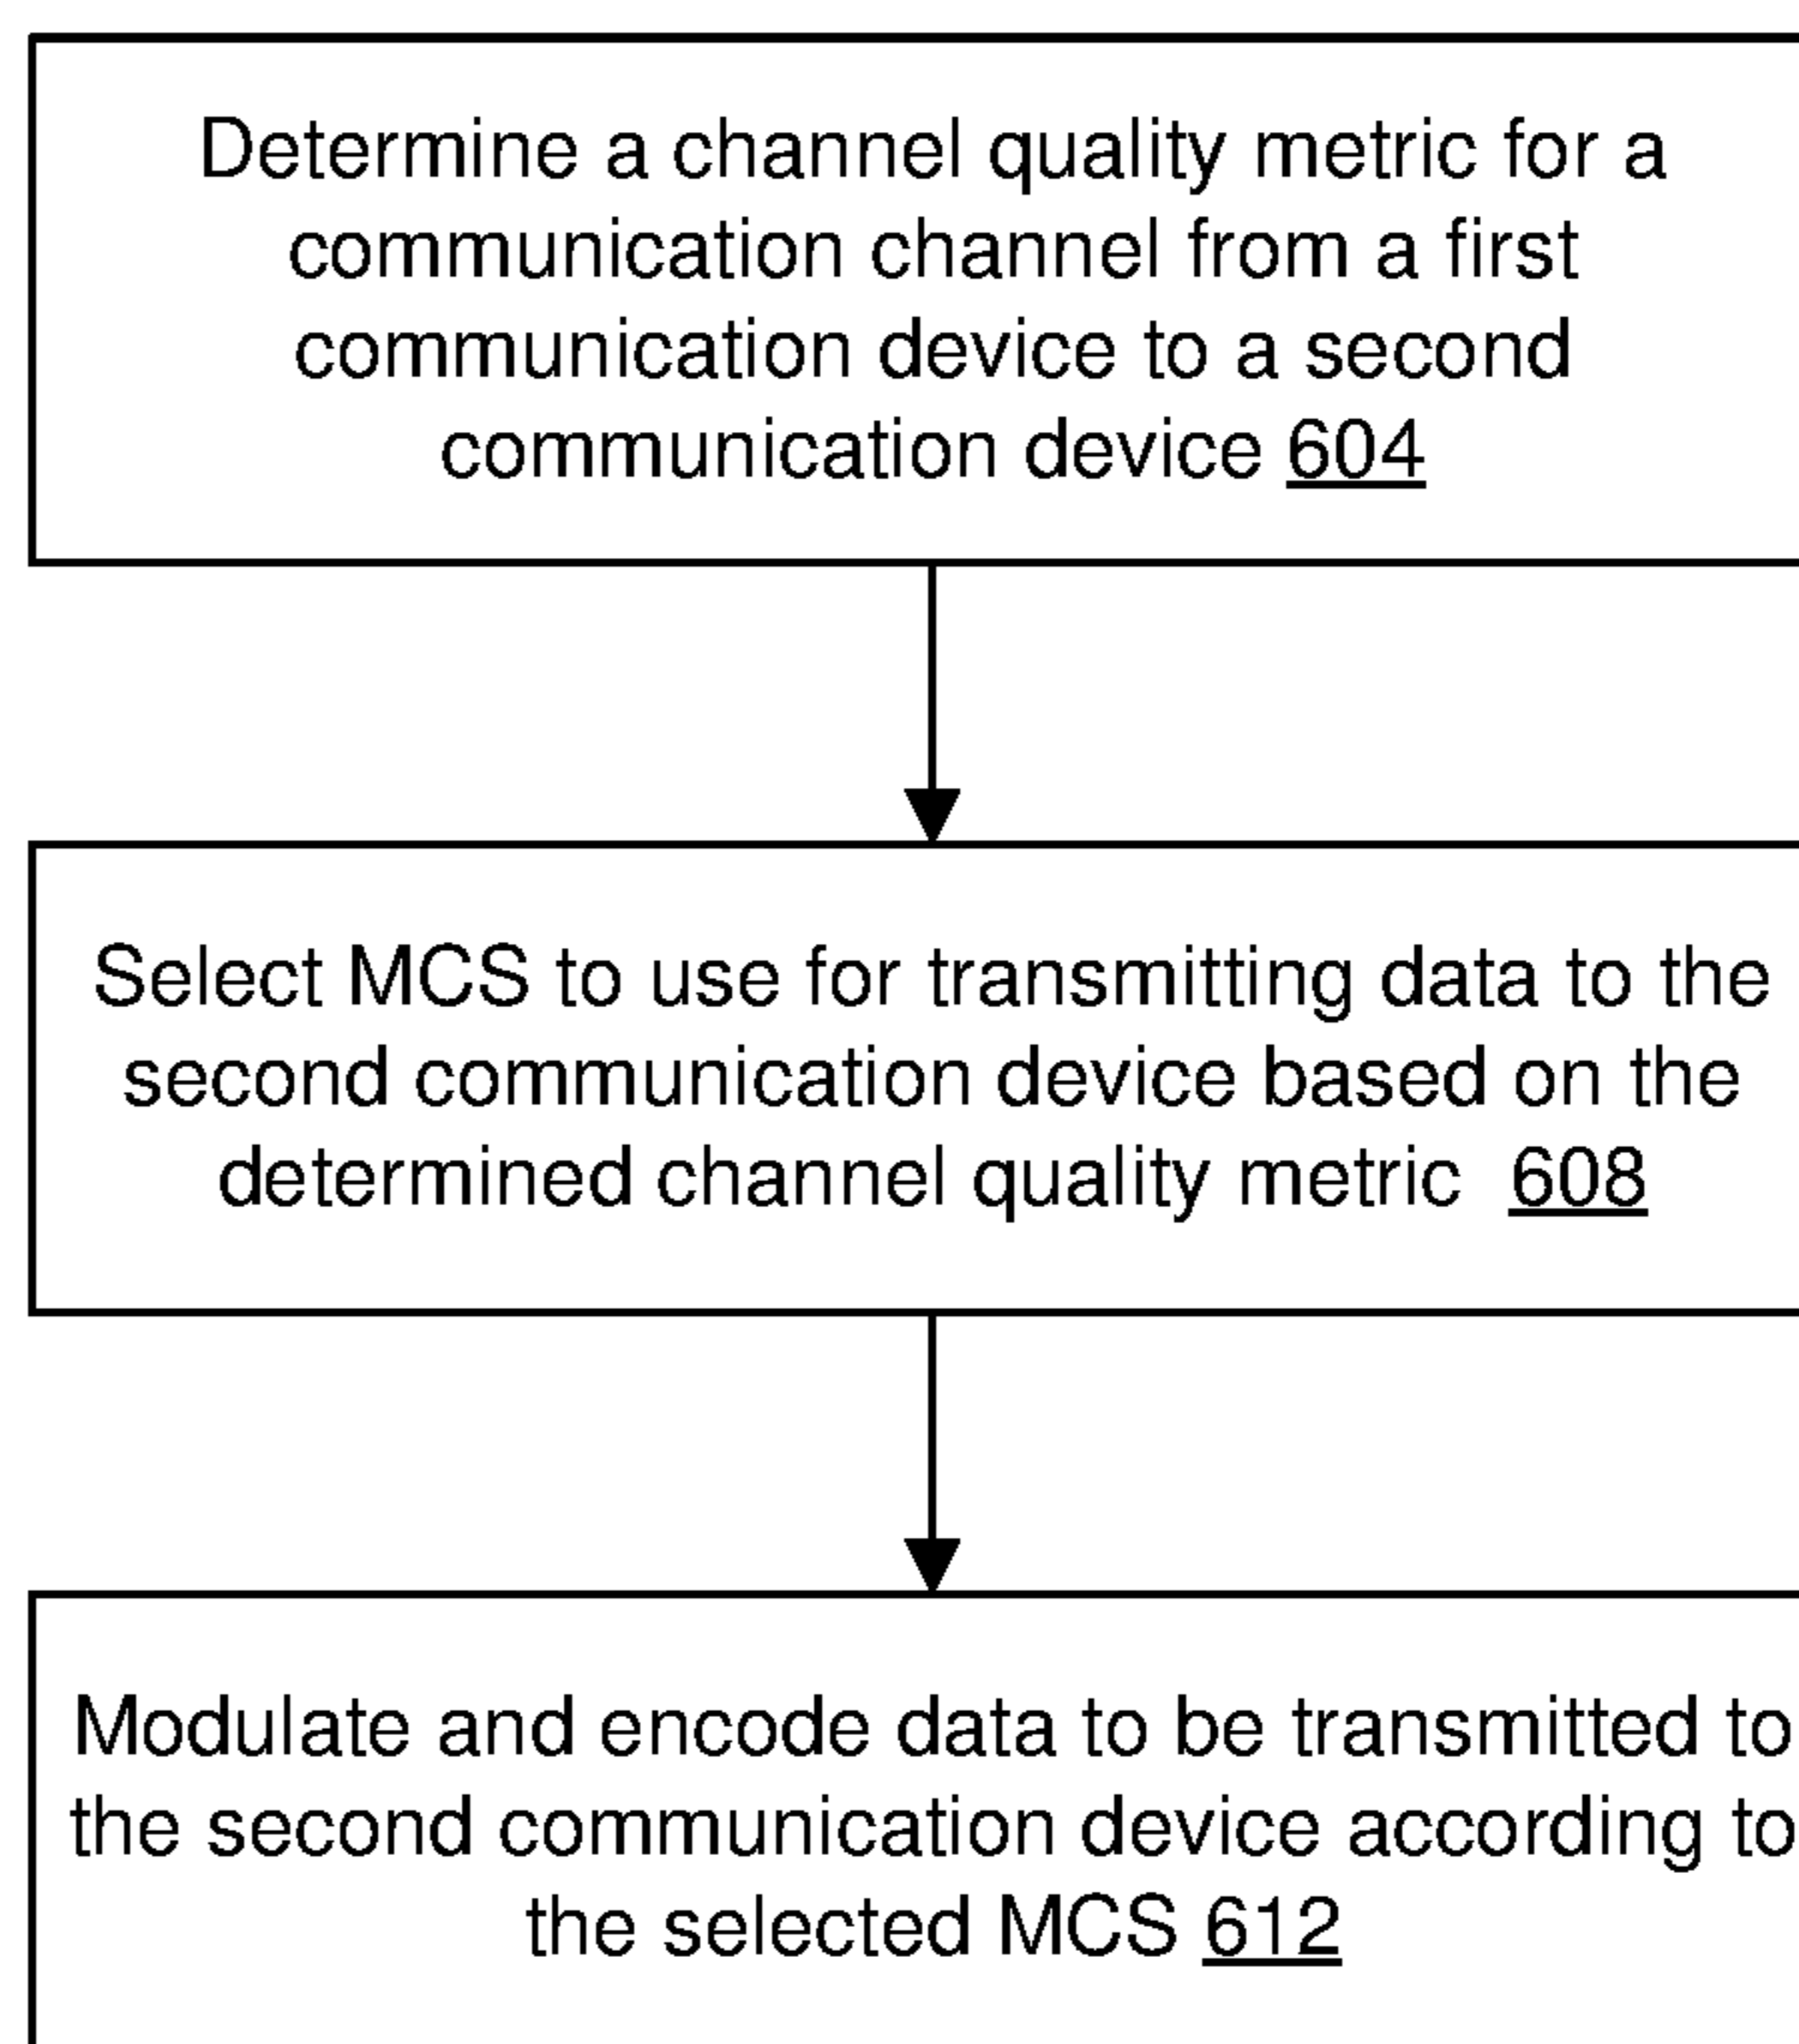 Determine a channel quality metric for a
communication channel from a first
communication device to a second
communication device 604
Select MCS to use for transmitting data to the
second communication device based on the
determined channel quality metric 608
Modulate and encode data to be transmitted to
the second communication device according to
the selected MCS 612